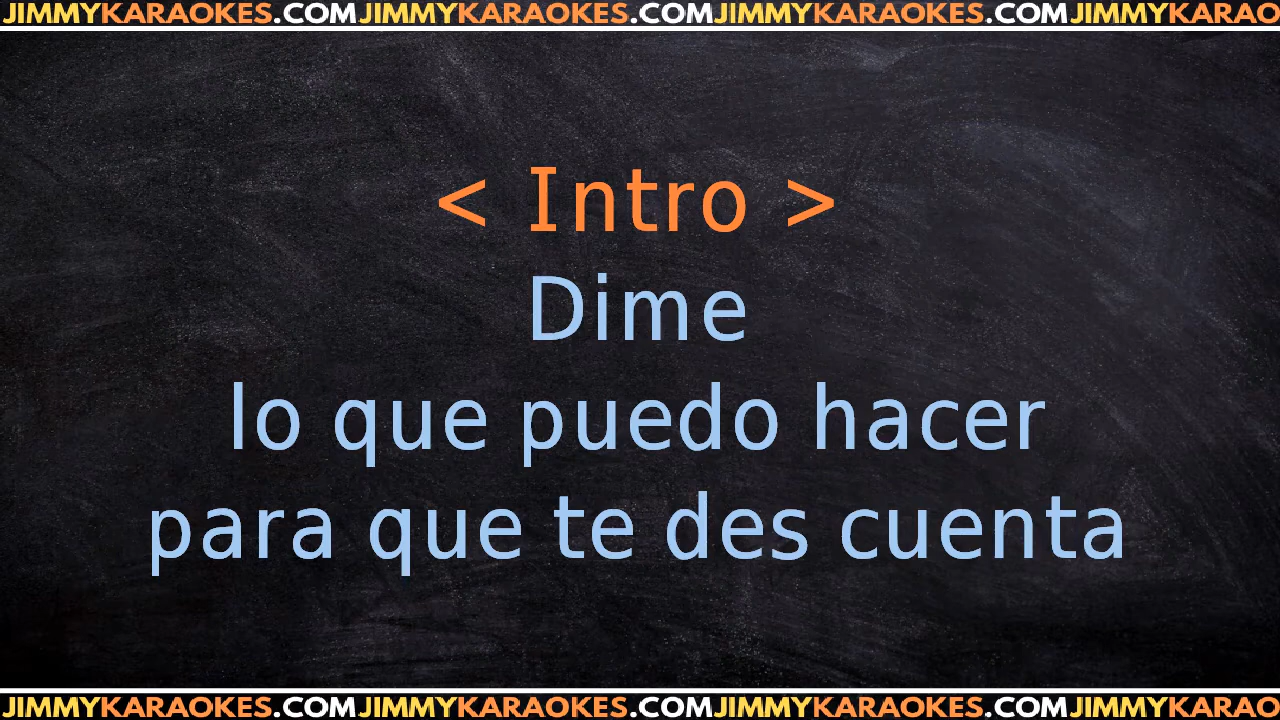 JIMMYKARAOKES.COMJIMMYKARAOKES.COMJIMMYKARAOKES.COMJIMMYKARAO
< Intro >
Dime
lo que puedo hacer
para que te des cuenta
JIMMYKARAOKES.COMJIMMYKARAOKES.COMJIMMYKARAOKES.COMJIMMYKARAO